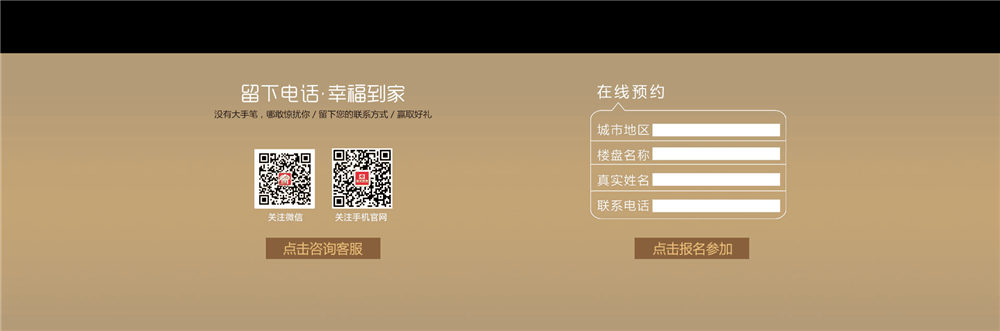 留下电话·幸福到家
没有大手笔，哪敢惊扰你 / 留下您的联系方式 / 赢取好礼
关注微信
关注手机官网
点击咨询客服
在线预约
城市地区
楼盘名称
真实姓名
联系电话
点击报名参加